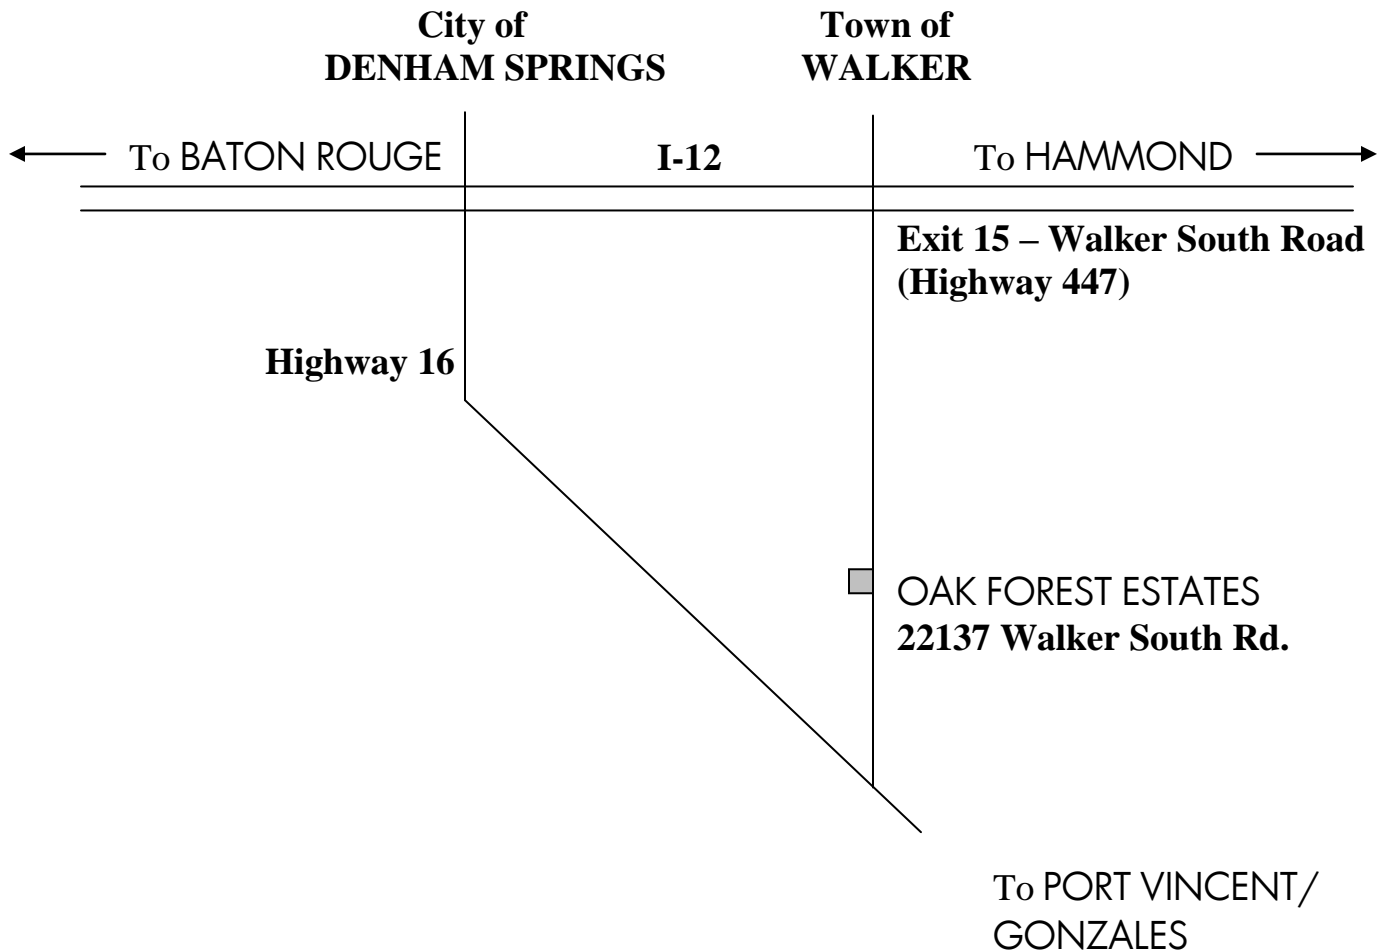 City of
DENHAM SPRINGS
Town of
WALKER
To BATON ROUGE
I-12
To HAMMOND
Exit 15 – Walker South Road
(Highway 447)
Highway 16
OAK FOREST ESTATES
22137 Walker South Rd.
To PORT VINCENT/
GONZALES